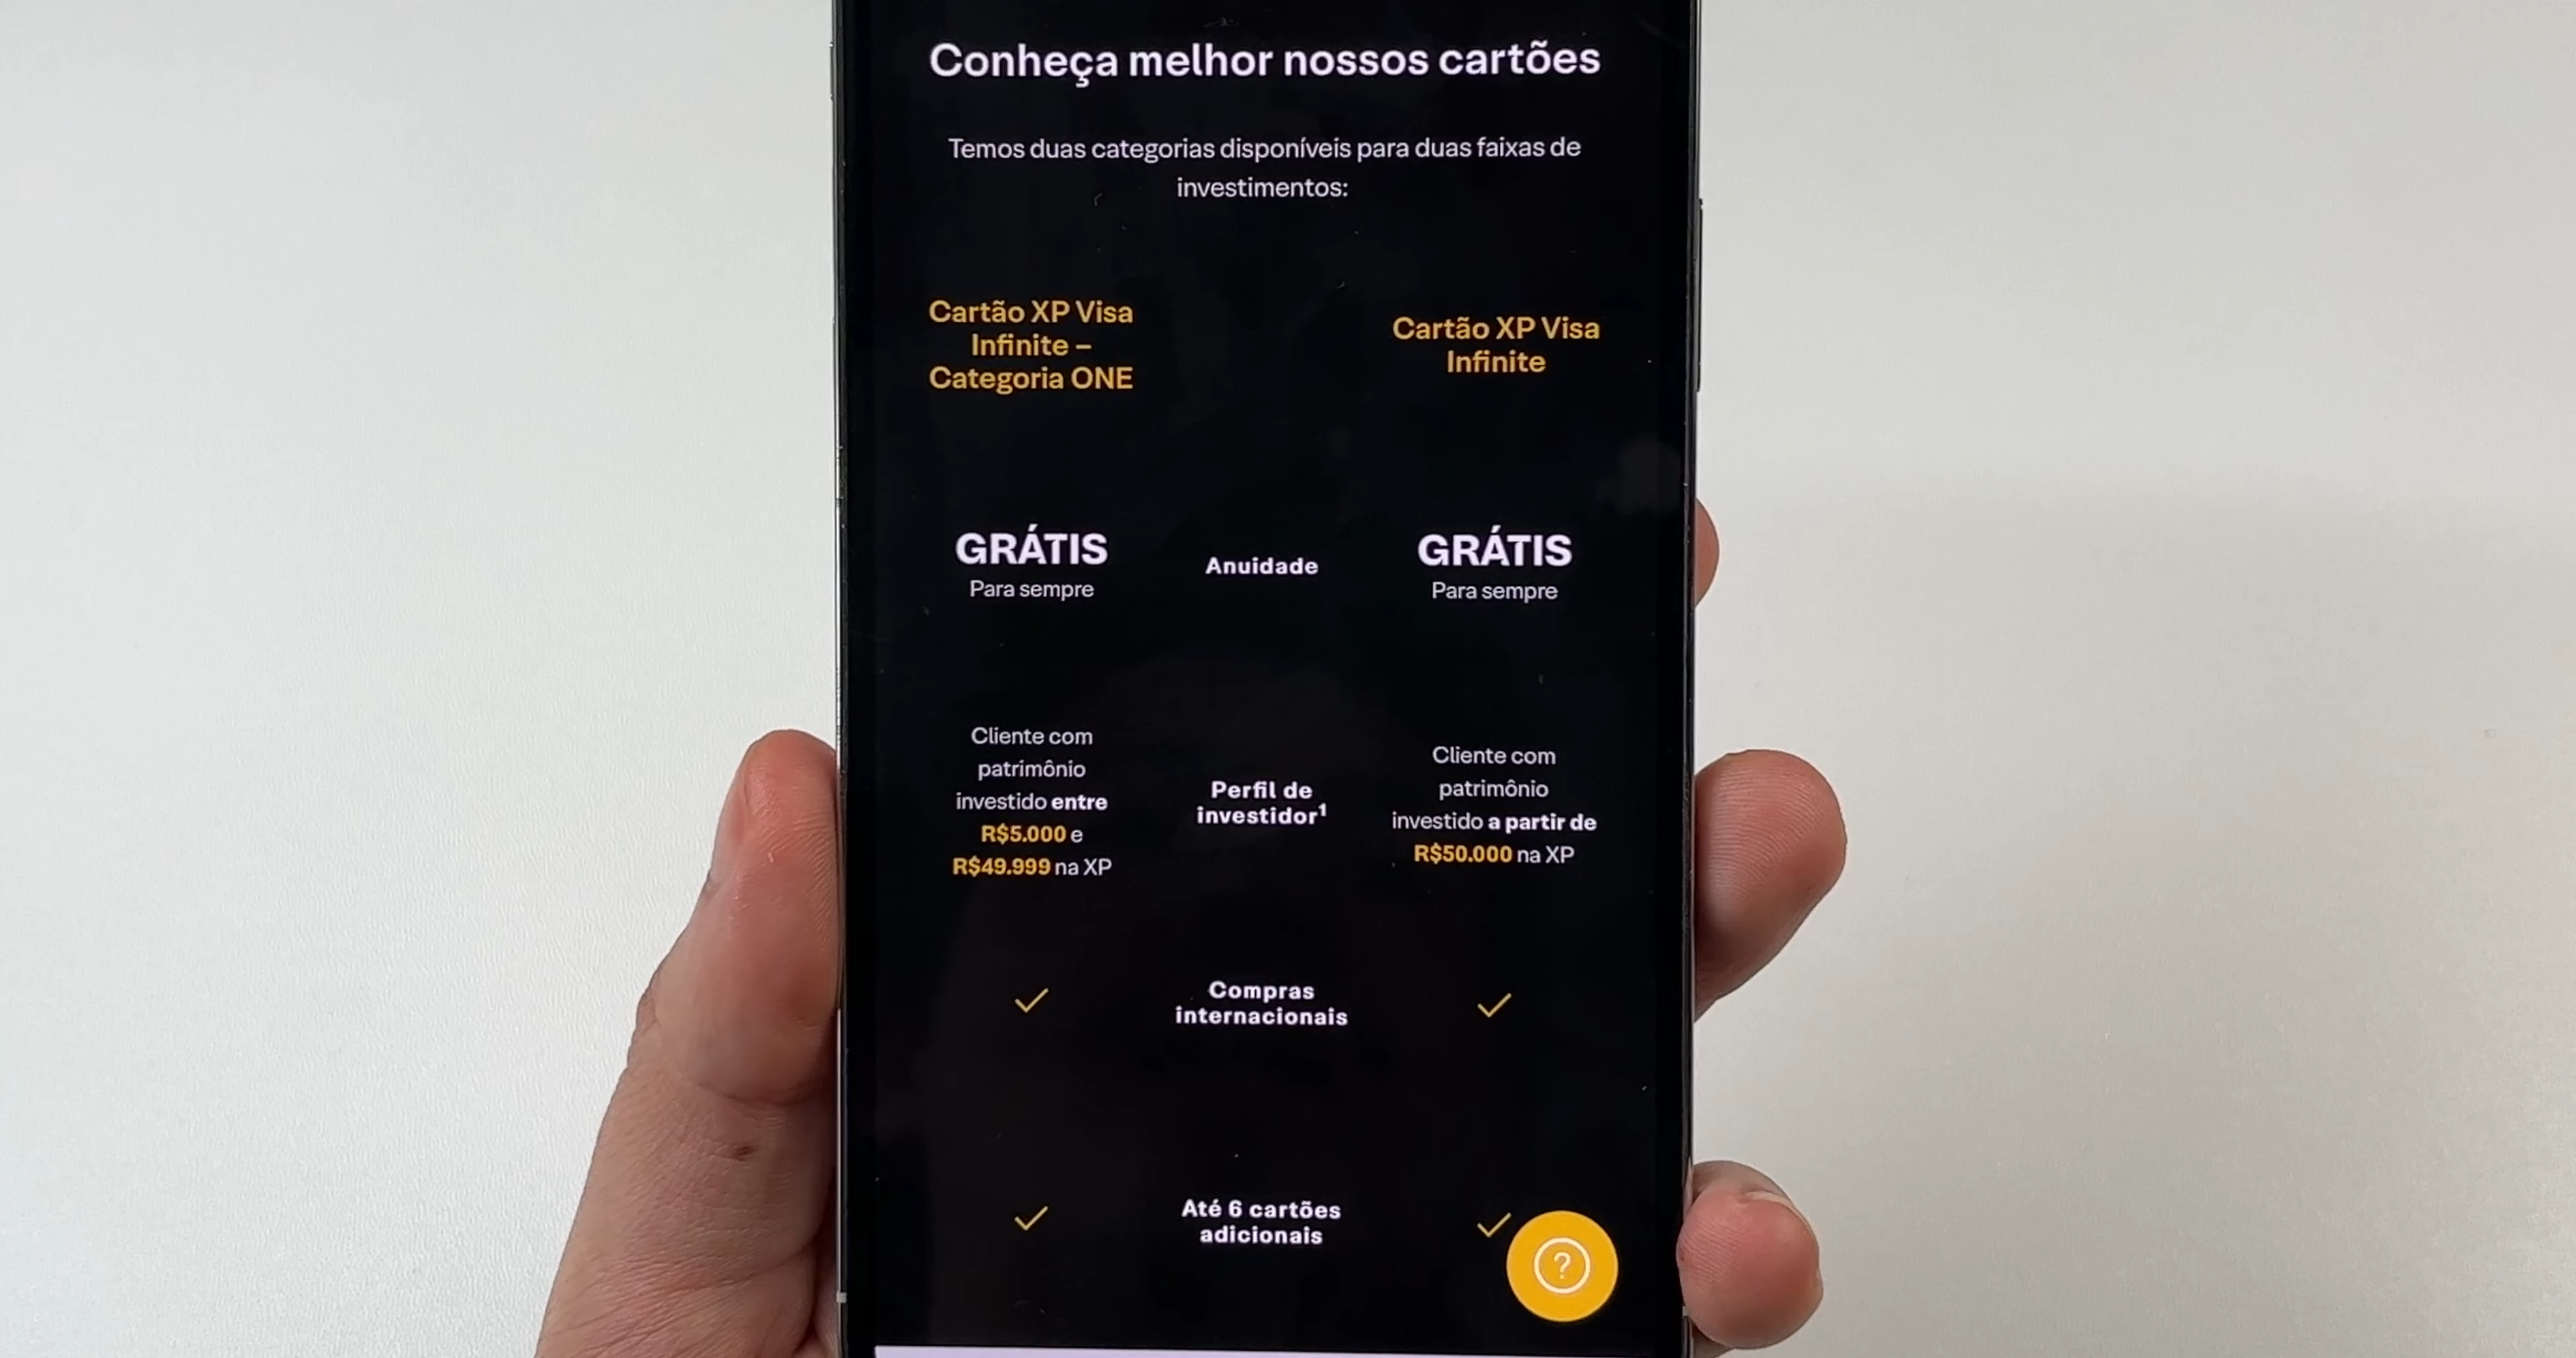 Conheça melhor nossos cartões
Temos duas categorias disponíveis para duas faixas de
investimentos:
Cartão XP Visa
Infinite –
Categoria ONE
Cartão XP Visa
Infinite
GRÁTIS
Para sempre
Anuidade
GRÁTIS
Para sempre
Cliente com
patrimônio
investido entre
R$5.000 e
R$49.999 na XP
Perfil de
investidor¹
Cliente com
patrimônio
investido a partir de
R$50.000 na XP
Compras
internacionais
Até 6 cartões
adicionais
?